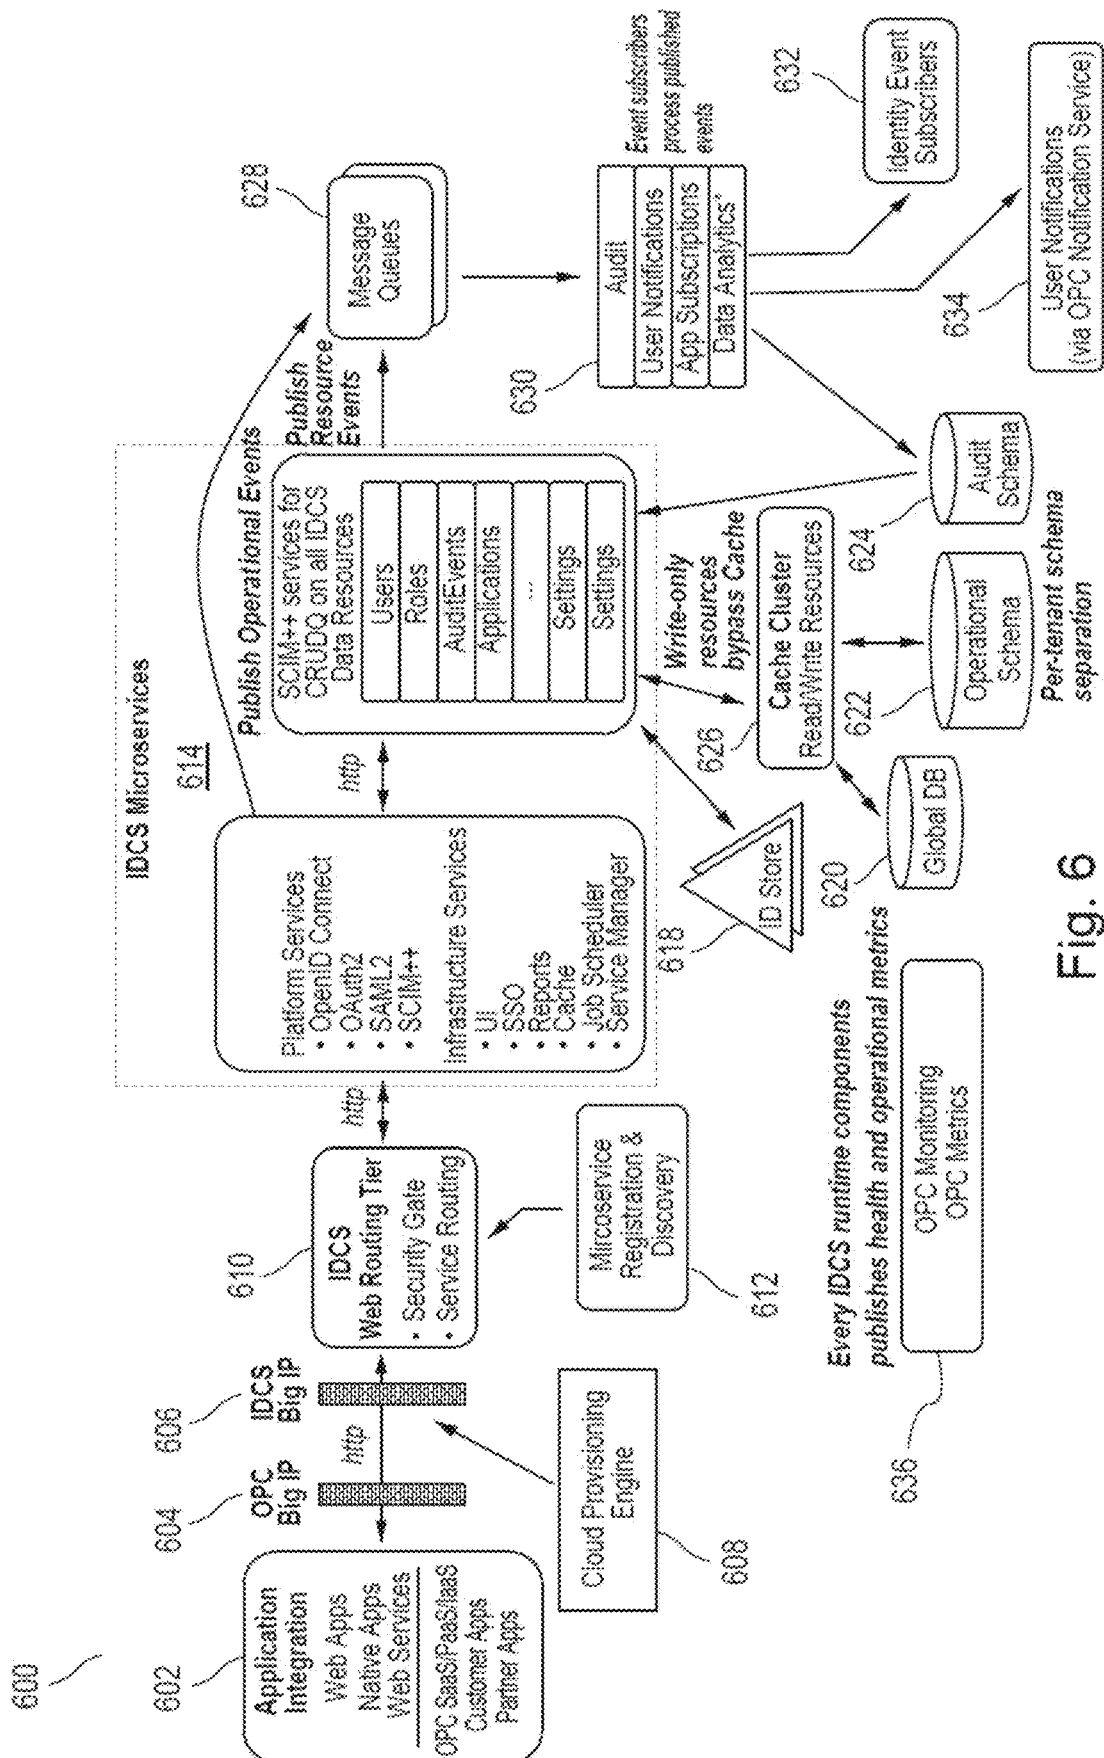 600
602
Application
Integration
Web Apps
Native Apps
Web Services
OPC SaaS/PaaS/IaaS
Customer Apps
Partner Apps
604
OPC
Big IP
http
606
IDCS
Big IP
Cloud Provisioning
Engine
608
610
IDCS
Web Routing Tier
• Security Gate
• Service Routing
Mircoservice
Registration &
Discovery
612
http
IDCS Microservices
614
Platform Services
• OpenID Connect
• OAuth2
• SAML2
• SCIM++
Infrastructure Services
• UI
• SSO
• Reports
• Cache
• Job Scheduler
• Service Manager
http
Publish Operational Events
SCIM++ services for
CRUDQ on all IDCS
Data Resources
Users
Roles
AuditEvents
Applications
...
Settings
Settings
Publish
Resource
Events
628
Message
Queues
Event subscribers
process published
events
630
Audit
User Notifications
App Subscriptions
Data Analytics*
632
Identity Event
Subscribers
634
User Notifications
(via OPC Notification Service)
618
ID Store
Write-only
resources
bypass Cache
626
Cache Cluster
Read/Write Resources
620
Global DB
622
Operational
Schema
624
Audit
Schema
Per-tenant schema
separation
Every IDCS runtime components
publishes health and operational metrics
OPC Monitoring
OPC Metrics
636
Fig. 6